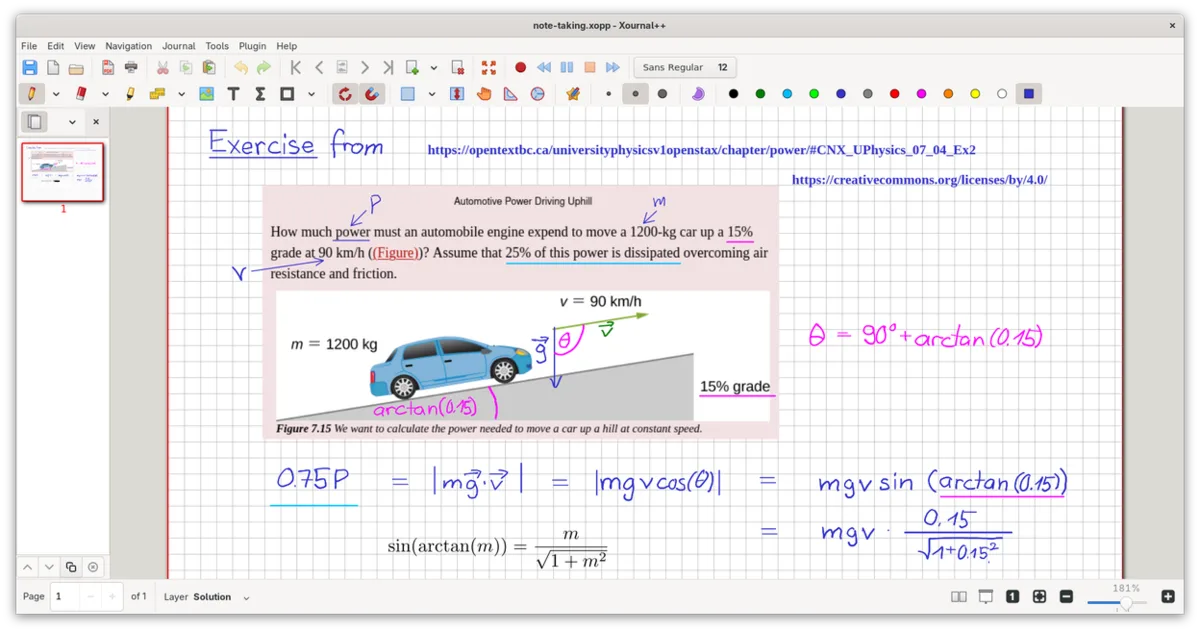 note-taking.xopp - Xournal++
File Edit View Navigation Journal Tools Plugin Help
Sans Regular 12
Exercise from
https://opentextbc.ca/universityphysicsv1openstax/chapter/power/#CNX_UPhysics_07_04_Ex2
https://creativecommons.org/licenses/by/4.0/
1
P
Automotive Power Driving Uphill
m
How much power must an automobile engine expend to move a 1200-kg car up a 15%
grade at 90 km/h ((Figure))? Assume that 25% of this power is dissipated overcoming air
v
resistance and friction.
v = 90 km/h
m = 1200 kg
g⃗
θ
v⃗
θ = 90° + arctan(0.15)
15% grade
arctan(0.15)
Figure 7.15 We want to calculate the power needed to move a car up a hill at constant speed.
0.75P = |mg⃗·v⃗| = |mgvcos(θ)| = mgv sin (arctan(0.15))
= mgv · 0.15 / √1+0.15²
sin(arctan(m)) = m / √1 + m²
Page 1 of 1 Layer Solution
181%